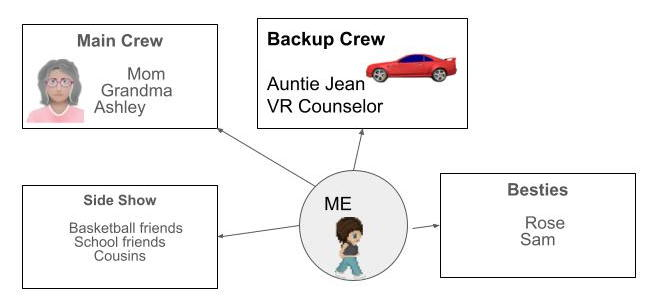 Main Crew
Mom
Grandma
Ashley
Backup Crew
Auntie Jean
VR Counselor
ME
Side Show
Basketball friends
School friends
Cousins
Besties
Rose
Sam